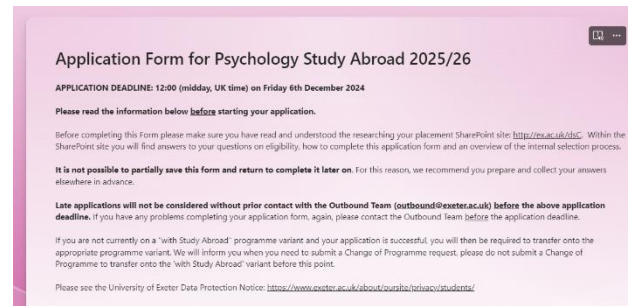 Application Form for Psychology Study Abroad 2025/26
APPLICATION DEADLINE: 12:00 (midday, UK time) on Friday 6th December 2024
Please read the information below before starting your application.
Before completing this Form please make sure you have read and understood the researching your placement SharePoint site: http://ex.ac.uk/dsC. Within the
SharePoint site you will find answers to your questions on eligibility, how to complete this application form and an overview of the internal selection process.
It is not possible to partially save this form and return to complete it later on. For this reason, we recommend you prepare and collect your answers
elsewhere in advance.
Late applications will not be considered without prior contact with the Outbound Team (outbound@exeter.ac.uk) before the above application
deadline. If you have any problems completing your application form, again, please contact the Outbound Team before the application deadline.
If you are not currently on a "with Study Abroad" programme variant and your application is successful, you will then be required to transfer onto the
appropriate programme variant. We will inform you when you need to submit a Change of Programme request, please do not submit a Change of
Programme to transfer onto the 'with Study Abroad' variant before this point.
Please see the University of Exeter Data Protection Notice: https://www.exeter.ac.uk/about/oursite/privacy/students/